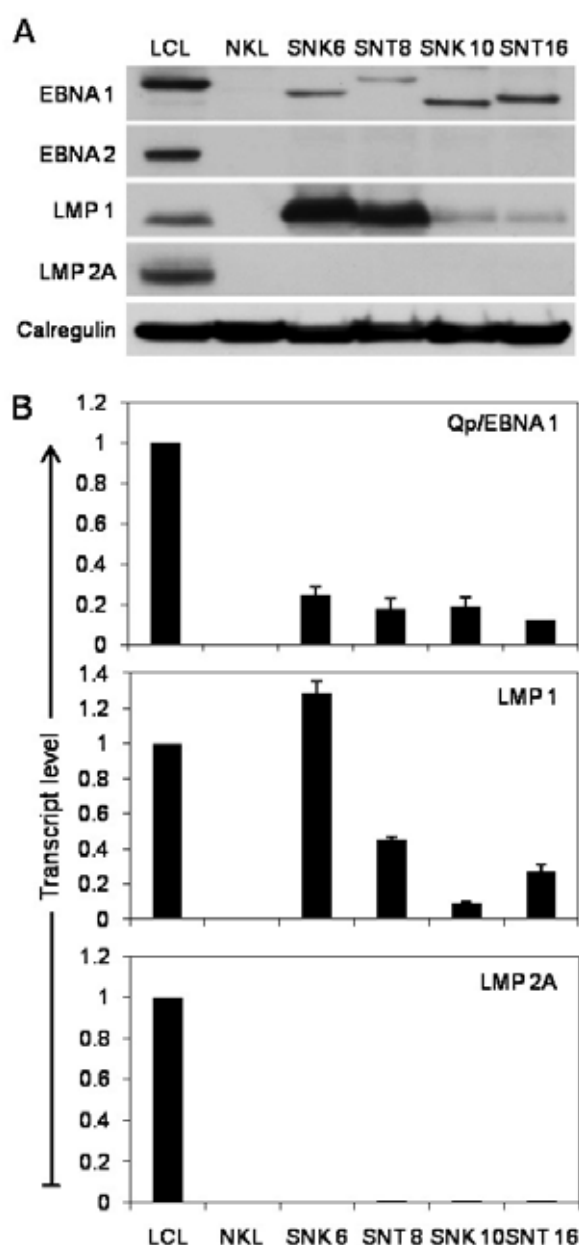 A
LCL NKL SNK6 SNT8 SNK10 SNT16
EBNA1
EBNA2
LMP1
LMP2A
Calregulin
B
Transcript level
Qp/EBNA1
1.2
1
0.8
0.6
0.4
0.2
0
LMP1
1.4
1.2
1
0.8
0.6
0.4
0.2
0
LMP2A
1.2
1
0.8
0.6
0.4
0.2
0
LCL NKL SNK6 SNT8 SNK10 SNT16